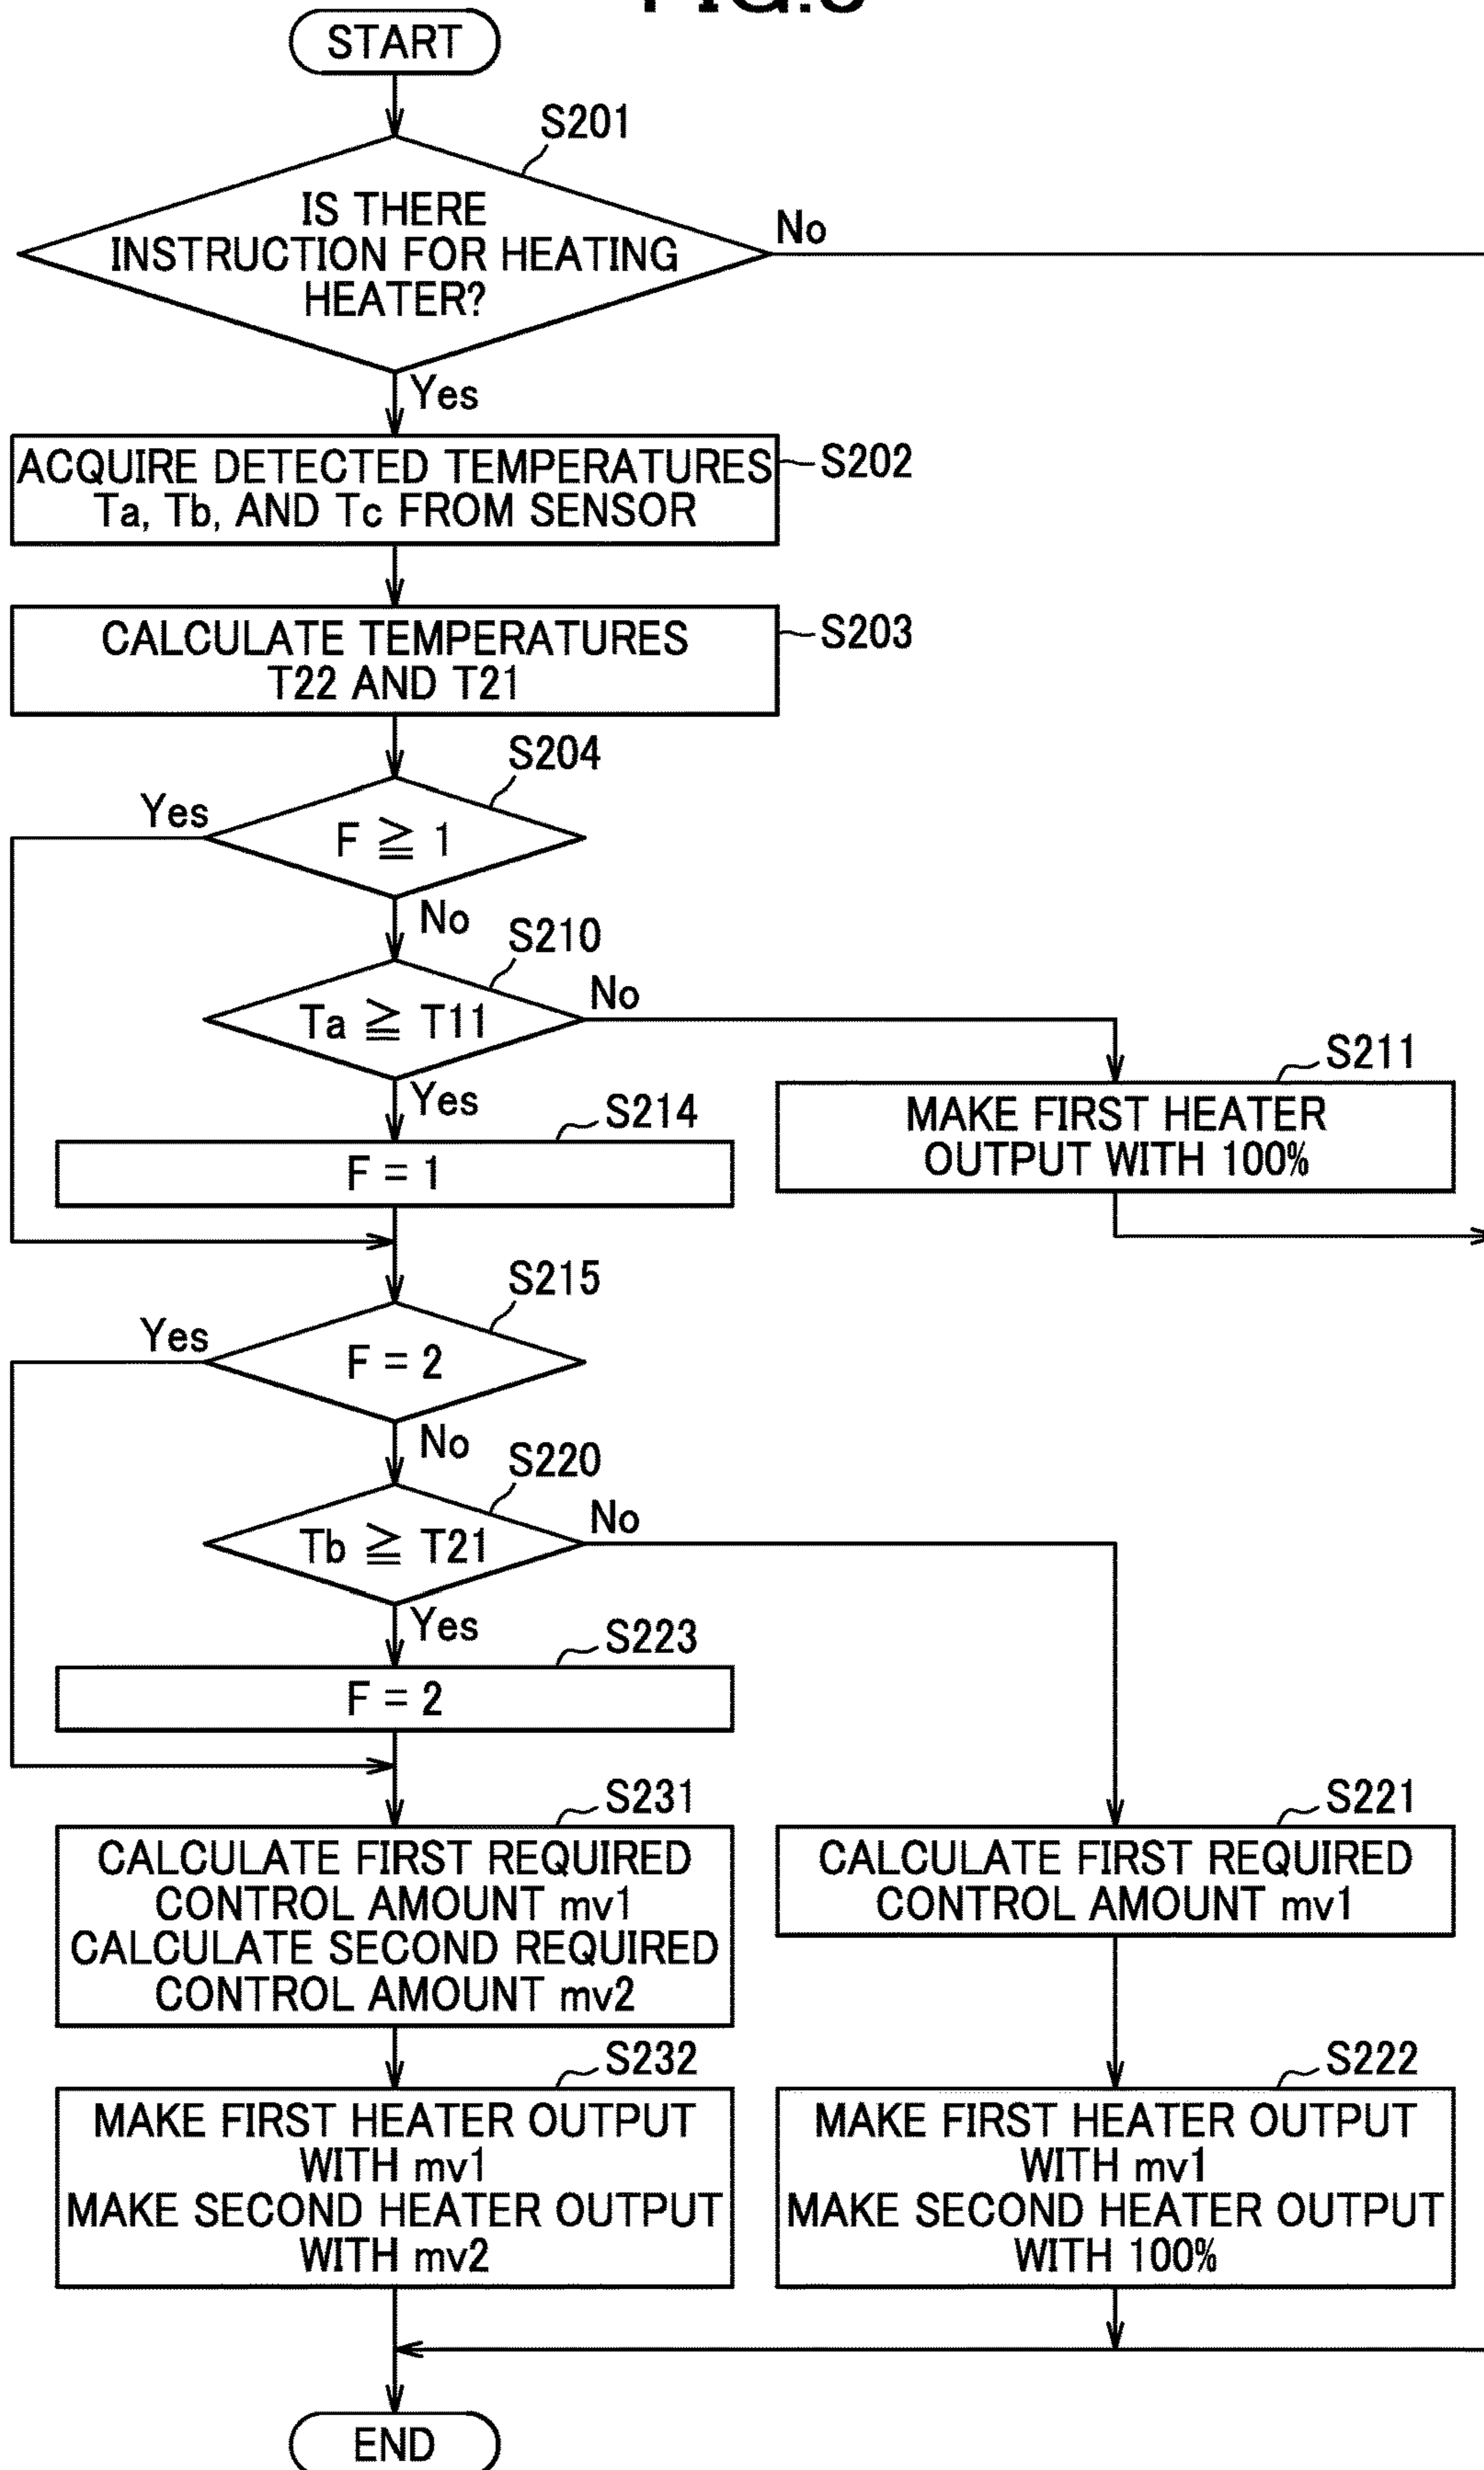 START
S201
IS THERE
INSTRUCTION FOR HEATING
HEATER?
No
Yes
ACQUIRE DETECTED TEMPERATURES
Ta, Tb, AND Tc FROM SENSOR
S202
CALCULATE TEMPERATURES
T22 AND T21
S203
S204
Yes
F ≧ 1
No
S210
Ta ≧ T11
No
Yes
S211
MAKE FIRST HEATER
OUTPUT WITH 100%
S214
F = 1
S215
Yes
F = 2
No
S220
Tb ≧ T21
No
Yes
S223
F = 2
S231
CALCULATE FIRST REQUIRED
CONTROL AMOUNT mv1
CALCULATE SECOND REQUIRED
CONTROL AMOUNT mv2
S221
CALCULATE FIRST REQUIRED
CONTROL AMOUNT mv1
S232
MAKE FIRST HEATER OUTPUT
WITH mv1
MAKE SECOND HEATER OUTPUT
WITH mv2
S222
MAKE FIRST HEATER OUTPUT
WITH mv1
MAKE SECOND HEATER OUTPUT
WITH 100%
END